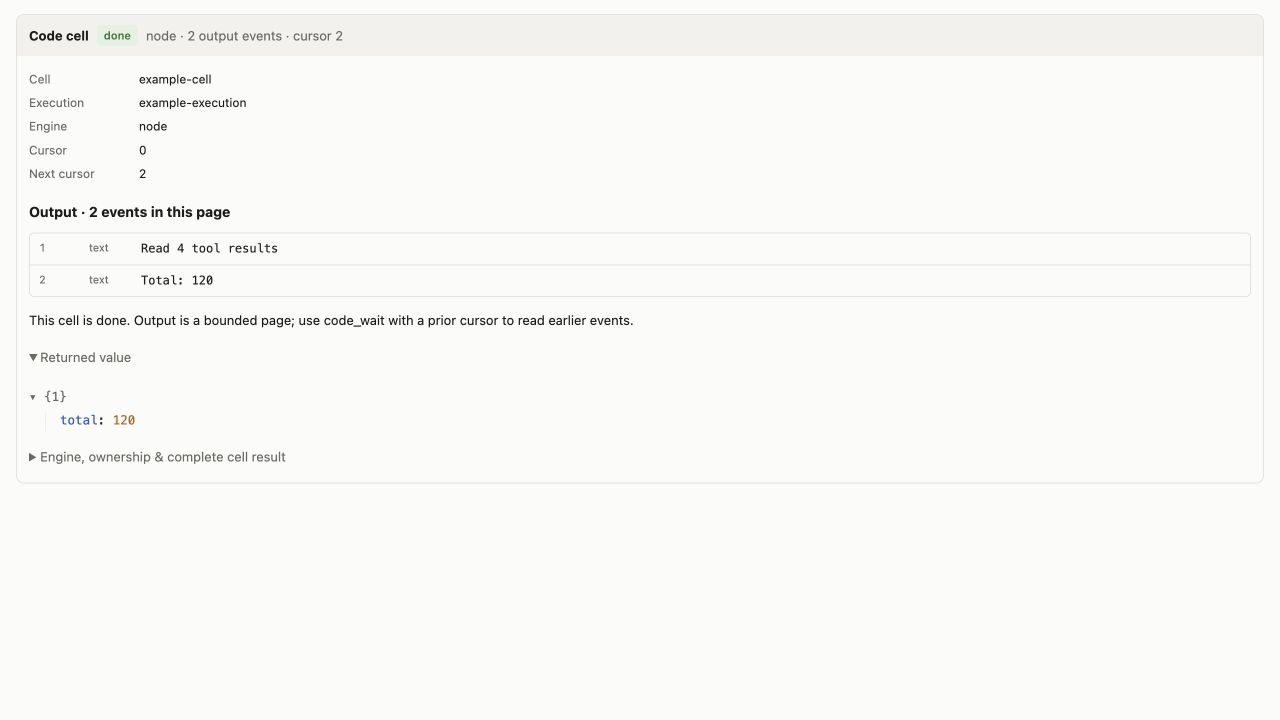 Code cell done node · 2 output events · cursor 2
Cell example-cell
Execution example-execution
Engine node
Cursor 0
Next cursor 2
Output · 2 events in this page
1 text Read 4 tool results
2 text Total: 120
This cell is done. Output is a bounded page; use code_wait with a prior cursor to read earlier events.
▼ Returned value
▾ {1}
total: 120
▶ Engine, ownership & complete cell result